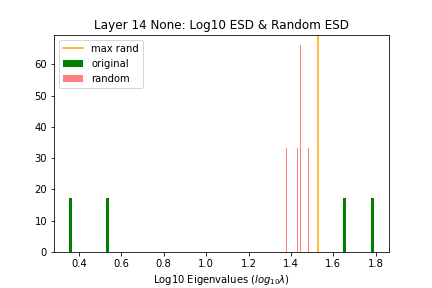 Layer 14 None: Log10 ESD & Random ESD
max rand
original
random
60
50
40
30
20
10
0
0.4 0.6 0.8 1.0 1.2 1.4 1.6 1.8
Log10 Eigenvalues (log10λ)